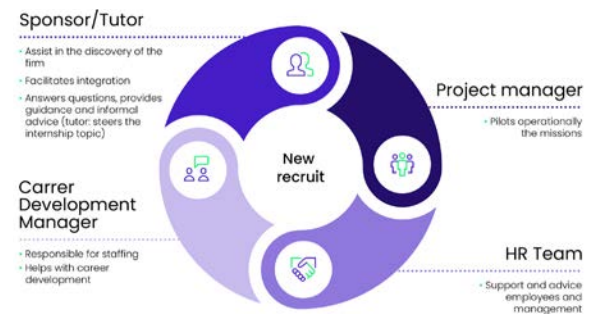 Sponsor/Tutor
• Assist in the discovery of the
firm
• Facilitates integration
• Answers questions, provides
guidance and informal
advice (tutor: steers the
internship topic)
Project manager
• Pilots operationally
the missions
New
recruit
Carrer
Development
Manager
• Responsible for staffing
• Helps with career
development
HR Team
• Support and advice
employees and
management